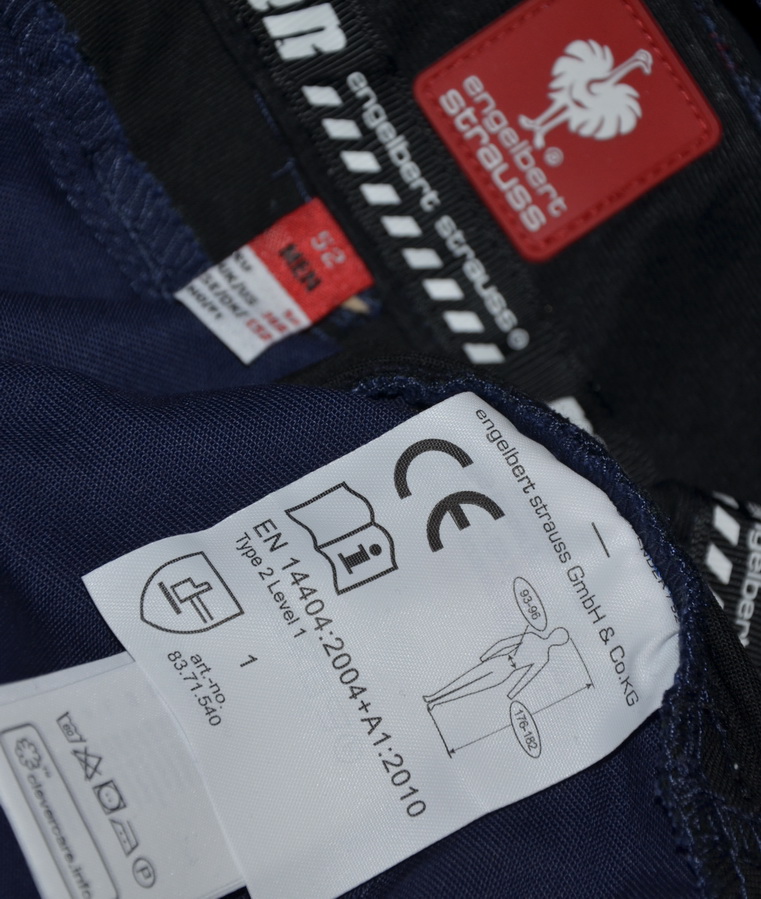 engelbert
strauss®
engelbert strauss®
52
MEN
engelbert strauss GmbH & Co.KG
CE
i
EN 14404:2004+A1:2010
Type 2 Level 1
1
art.-no.
83.71.540
93-96
176-182
P
clevercare.info